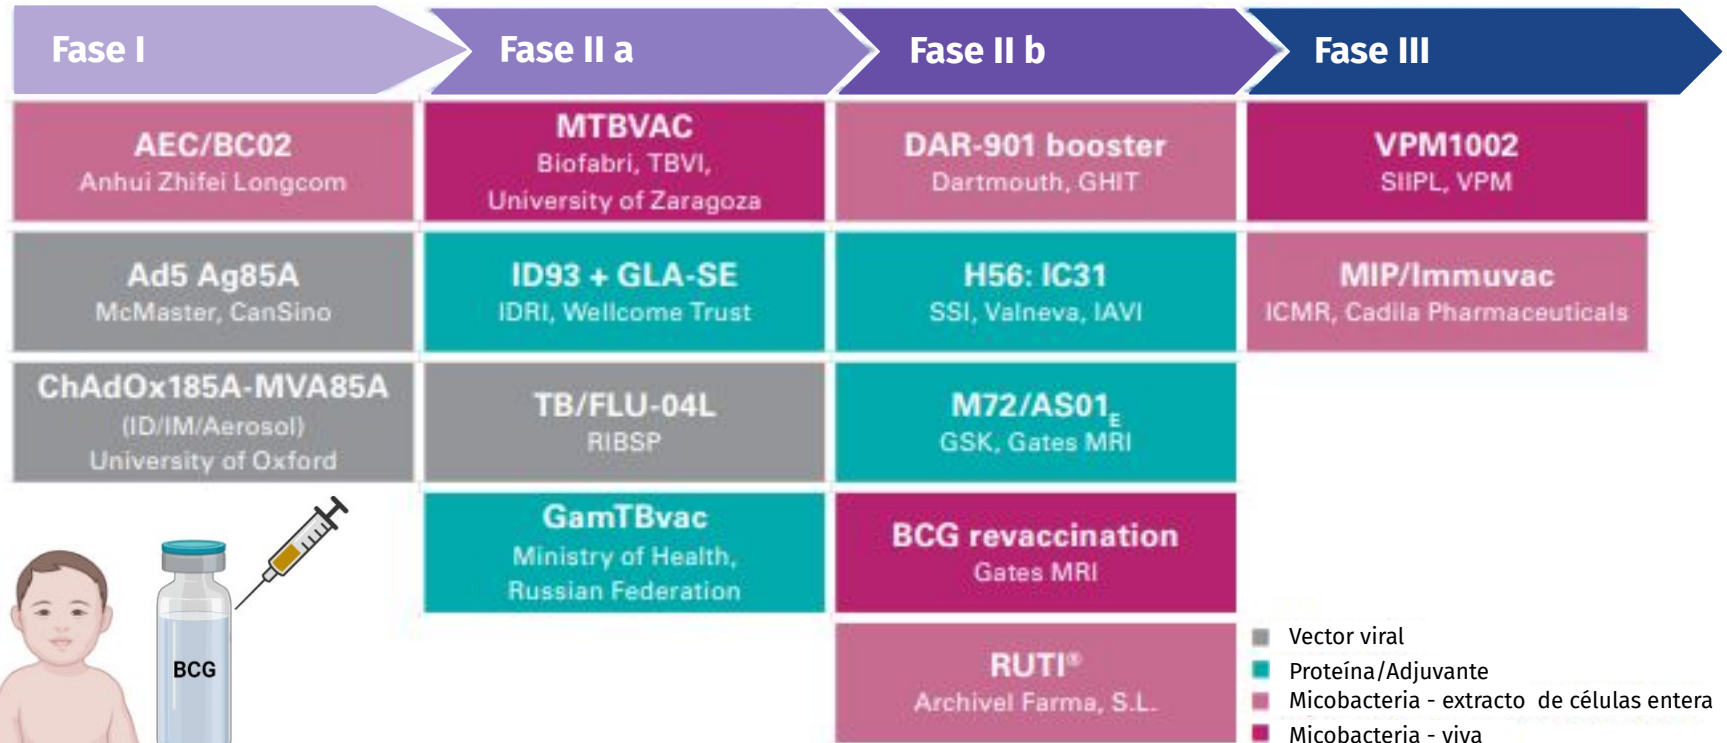 Fase I
Fase II a
Fase II b
Fase III
AEC/BC02
Anhui Zhifei Longcom
Ad5 Ag85A
McMaster, CanSino
ChAdOx185A-MVA85A
(ID/IM/Aerosol)
University of Oxford
MTBVAC
Biofabri, TBVI,
University of Zaragoza
ID93 + GLA-SE
IDRI, Wellcome Trust
TB/FLU-04L
RIBSP
GamTBvac
Ministry of Health,
Russian Federation
DAR-901 booster
Dartmouth, GHIT
H56: IC31
SSI, Valneva, IAVI
M72/AS01E
GSK, Gates MRI
BCG revaccination
Gates MRI
RUTI®
Archivel Farma, S.L.
VPM1002
SIIPL, VPM
MIP/Immuvac
ICMR, Cadila Pharmaceuticals
BCG
Vector viral
Proteína/Adjuvante
Micobacteria - extracto de células entera
Micobacteria - viva